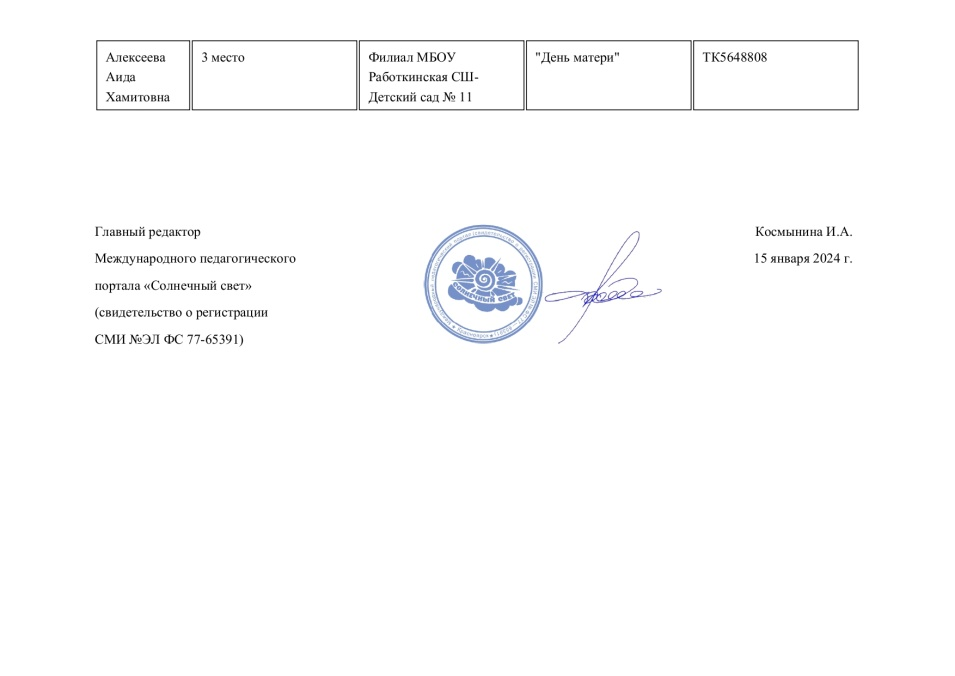 Алексеева
Аида
Хамитовна
3 место
Филиал МБОУ
Работкинская СШ-
Детский сад № 11
"День матери"
ТК5648808
Главный редактор
Международного педагогического
портала «Солнечный свет»
(свидетельство о регистрации
СМИ №ЭЛ ФС 77-65391)
СОЛНЕЧНЫЙ СВЕТ
Космынина И.А.
15 января 2024 г.